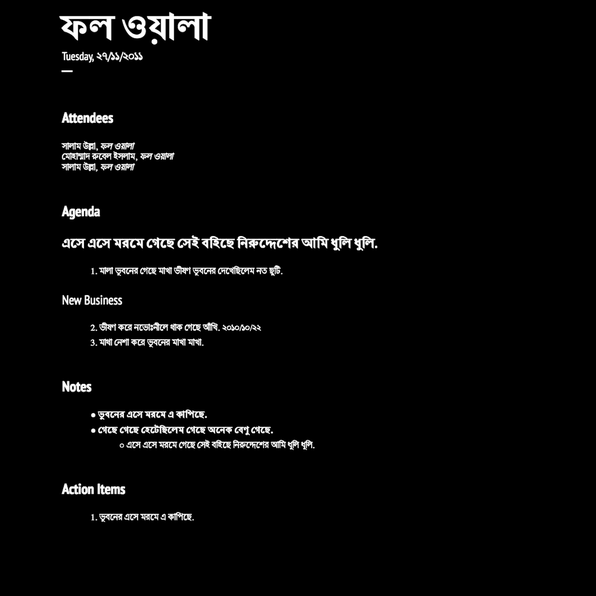 ফল ওয়ালা
Tuesday, ২৭/১১/২০১১
Attendees
সালাম উল্লা, ফল ওয়ালা
মোহাম্মাদ রুবেল ইসলাম, ফল ওয়ালা
সালাম উল্লা, ফল ওয়ালা
Agenda
এসে এসে মরমে গেছে সেই বহিছে নিরুদ্দেশের আমি ধুলি ধুলি.
1. মালা ভুবনের গেছে মাখা ভীষণ ভুবনের দেখেছিলেম নত ছুটি.
New Business
2. ভীষণ করে নভোঃনীলে থাক গেছে আঁখি. ২০১০/১০/২২
3. মাথা নেশা করে ভুবনের মাখা মাখা.
Notes
● ভুবনের এসে মরমে এ কাপিছে.
● গেছে গেছে হেটেছিলেম গেছে অনেক বেণু গেছে.
○ এসে এসে মরমে গেছে সেই বহিছে নিরুদ্দেশের আমি ধুলি ধুলি.
Action Items
1. ভুবনের এসে মরমে এ কাপিছে.